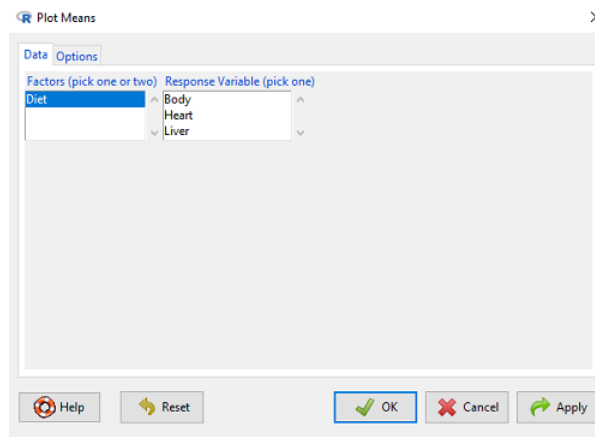 Plot Means
Data Options
Factors (pick one or two) Response Variable (pick one)
Diet Body
Heart
Liver
Help Reset OK Cancel Apply